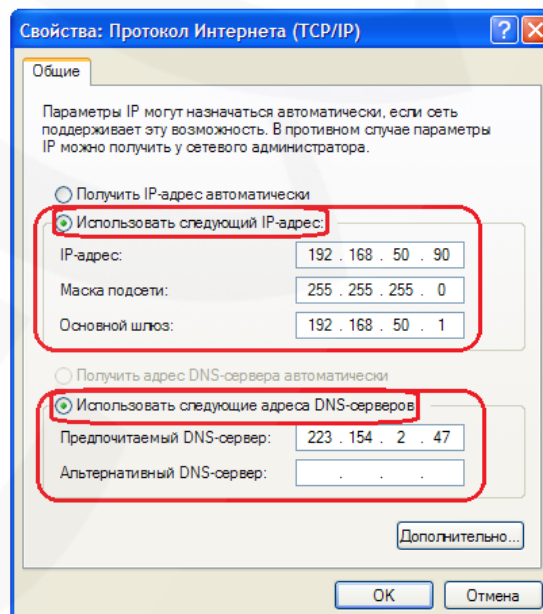 Свойства: Протокол Интернета (TCP/IP)
Общие
Параметры IP могут назначаться автоматически, если сеть
поддерживает эту возможность. В противном случае параметры
IP можно получить у сетевого администратора.
Получить IP-адрес автоматически
Использовать следующий IP-адрес:
IP-адрес: 192 . 168 . 50 . 90
Маска подсети: 255 . 255 . 255 . 0
Основной шлюз: 192 . 168 . 50 . 1
Получить адрес DNS-сервера автоматически
Использовать следующие адреса DNS-серверов
Предпочитаемый DNS-сервер: 223 . 154 . 2 . 47
Альтернативный DNS-сервер: . . .
Дополнительно...
OK Отмена